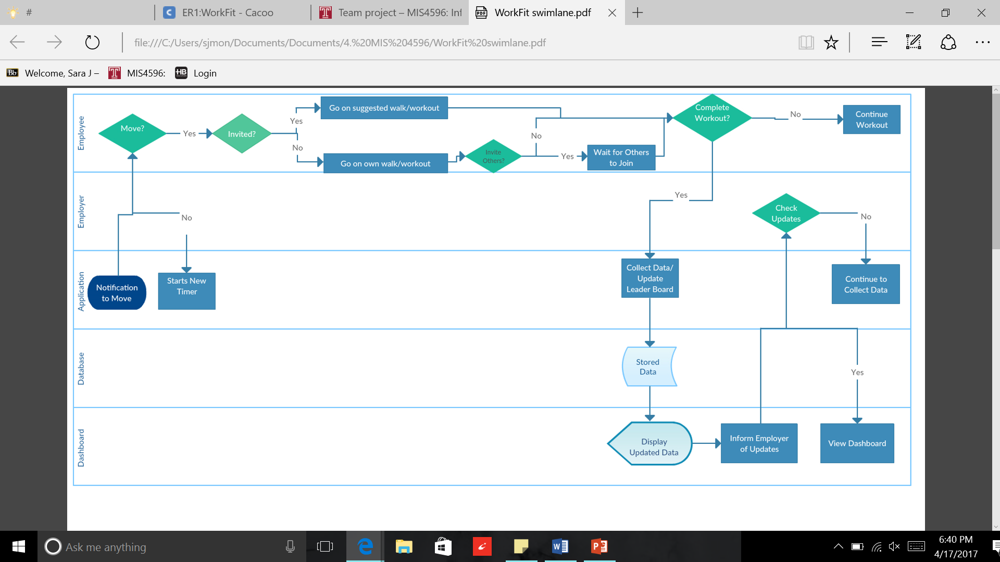 #
ER1:WorkFit - Cacoo
Team project – MIS4596: Inf
WorkFit swimlane.pdf
file:///C:/Users/sjmon/Documents/Documents/4.%20MIS%204596/WorkFit%20swimlane.pdf
Bb
Welcome, Sara J –
MIS4596:
HB
Login
Employee
Move?
Yes
Invited?
Yes
No
Go on suggested walk/workout
Go on own walk/workout
Invite
Others?
No
Yes
Wait for Others
to Join
Complete
Workout?
No
Continue
Workout
Employer
No
Yes
Check
Updates
No
Application
Notification
to Move
Starts New
Timer
Collect Data/
Update
Leader Board
Continue to
Collect Data
Database
Stored
Data
Yes
Dashboard
Display
Updated Data
Inform Employer
of Updates
View Dashboard
Ask me anything
6:40 PM
4/17/2017